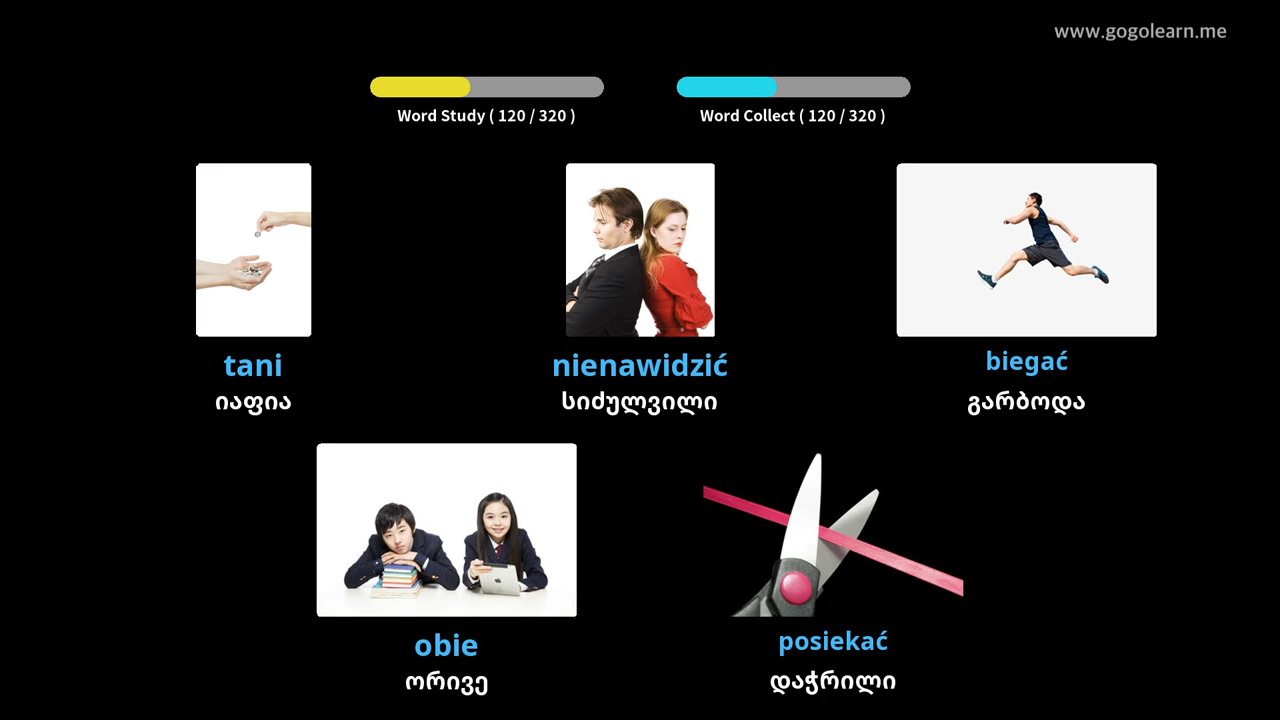 www.gogolearn.me
Word Study ( 120 / 320 )
Word Collect ( 120 / 320 )
tani
იაფია
nienawidzić
სიძულვილი
biegać
გარბოდა
obie
ორივე
posiekać
დაჭრილი